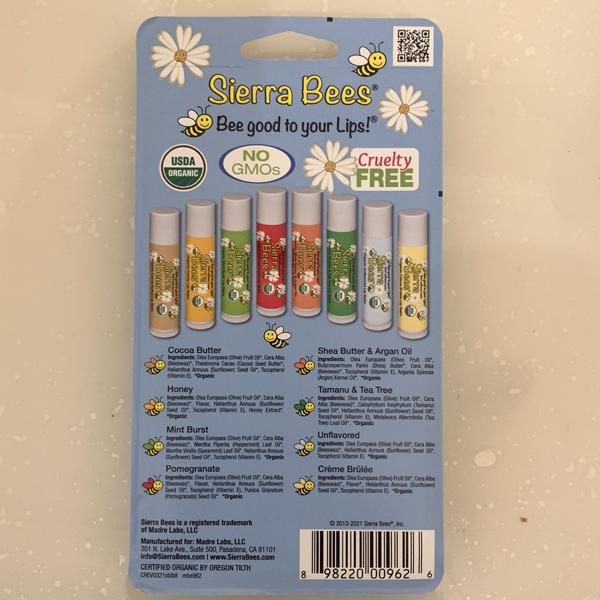 Sierra Bees®
Bee good to your Lips!®
USDA
ORGANIC
NO
GMOs
Cruelty
FREE
Cocoa Butter
Ingredients: Olea Europaea (Olive) Fruit Oil*, Cera Alba
(Beeswax)*, Theobroma Cacao (Cocoa) Seed Butter*,
Helianthus Annuus (Sunflower) Seed Oil*, Tocopherol
(Vitamin E). *Organic
Honey
Ingredients: Olea Europaea (Olive) Fruit Oil*, Cera Alba
(Beeswax)*, Flavor, Helianthus Annuus (Sunflower)
Seed Oil*, Tocopherol (Vitamin E), Honey Extract*.
*Organic
Mint Burst
Ingredients: Olea Europaea (Olive) Fruit Oil*, Cera Alba
(Beeswax)*, Mentha Piperita (Peppermint) Leaf Oil*,
Mentha Viridis (Spearmint) Leaf Oil*, Helianthus Annuus
(Sunflower) Seed Oil*, Tocopherol (Vitamin E). *Organic
Pomegranate
Ingredients: Olea Europaea (Olive) Fruit Oil*, Cera Alba
(Beeswax)*, Flavor, Helianthus Annuus (Sunflower) Seed
Oil*, Tocopherol (Vitamin E), Punica Granatum
(Pomegranate) Seed Oil*. *Organic
Shea Butter & Argan Oil
Ingredients: Olea Europaea (Olive) Fruit Oil*,
Butyrospermum Parkii (Shea) Butter*, Cera Alba
(Beeswax)*, Tocopherol (Vitamin E), Argania Spinosa
(Argan) Kernel Oil*. *Organic
Tamanu & Tea Tree
Ingredients: Olea Europaea (Olive) Fruit Oil*, Cera
Alba (Beeswax)*, Calophyllum Inophyllum (Tamanu)
Seed Oil*, Helianthus Annuus (Sunflower) Seed Oil*,
Tocopherol (Vitamin E), Melaleuca Alternifolia (Tea
Tree) Leaf Oil*. *Organic
Unflavored
Ingredients: Olea Europaea (Olive) Fruit Oil*, Cera
Alba (Beeswax)*, Helianthus Annuus (Sunflower)
Seed Oil*, Tocopherol (Vitamin E). *Organic
Crème Brûlée
Ingredients: Olea Europaea (Olive) Fruit Oil*, Cera Alba
(Beeswax)*, Flavor*, Helianthus Annuus (Sunflower)
Seed Oil*, Tocopherol (Vitamin E). *Organic
Sierra Bees is a registered trademark
of Madre Labs, LLC
Manufactured for: Madre Labs, LLC
301 N. Lake Ave., Suite 500, Pasadena, CA 91101
info@SierraBees.com | www.SierraBees.com
CERTIFIED ORGANIC BY OREGON TILTH
CREV0321sblb8 mbe962
© 2013-2021 Sierra Bees®, Inc.
8 98220 00962 6